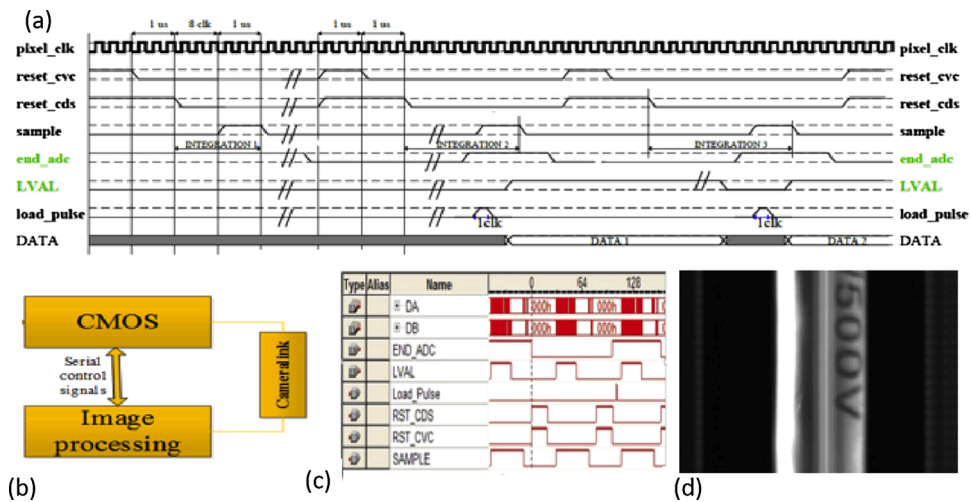 (a)
1 us 8 clk 1 us 1 us 1 us
pixel_clk pixel_clk
reset_cvc reset_cvc
reset_cds reset_cds
sample sample
INTEGRATION 1 INTEGRATION 2 INTEGRATION 3
end_adc end_adc
LVAL LVAL
load_pulse load_pulse
1clk 1clk
DATA DATA 1 DATA 2 DATA
(b)
CMOS
Serial
control
signals
Cameralink
Image
processing
(c)
Type Alias Name 0 64 128
DA 000h 000h
DB 000h 000h
END_ADC
LVAL
Load_Pulse
RST_CDS
RST_CVC
SAMPLE
(d)
500V